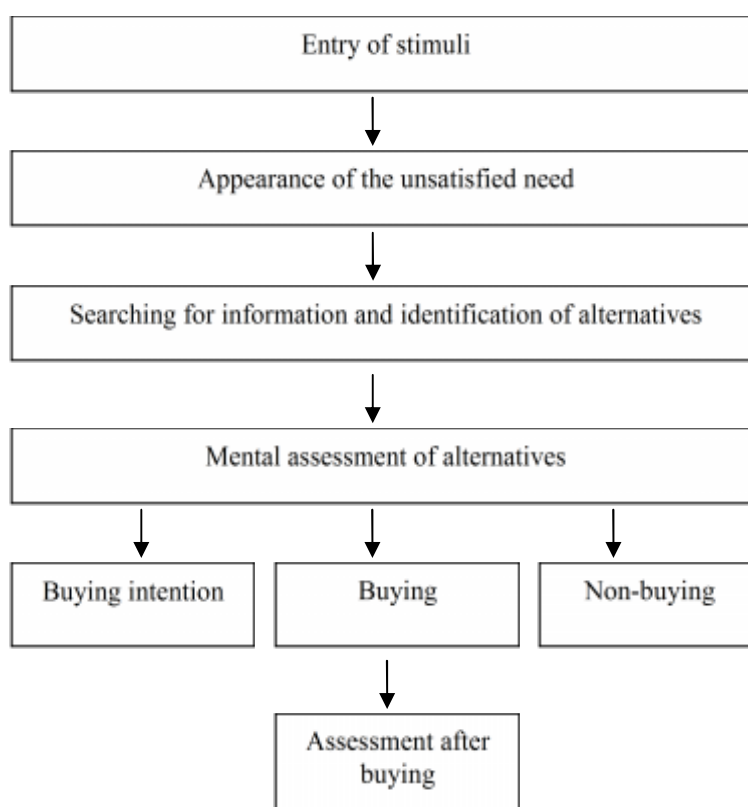 Entry of stimuli
Appearance of the unsatisfied need
Searching for information and identification of alternatives
Mental assessment of alternatives
Buying intention
Buying
Non-buying
Assessment after
buying